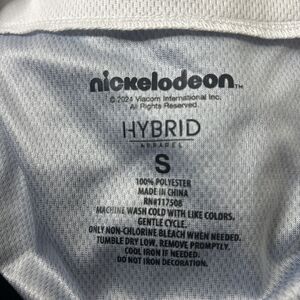 nickelodeon™
© 2024 Viacom International Inc.
All Rights Reserved.
HYBRID
APPAREL
S
100% POLYESTER
MADE IN CHINA
RN#117508
MACHINE WASH COLD WITH LIKE COLORS.
GENTLE CYCLE.
ONLY NON-CHLORINE BLEACH WHEN NEEDED.
TUMBLE DRY LOW. REMOVE PROMPTLY.
COOL IRON IF NEEDED.
DO NOT IRON DECORATION.